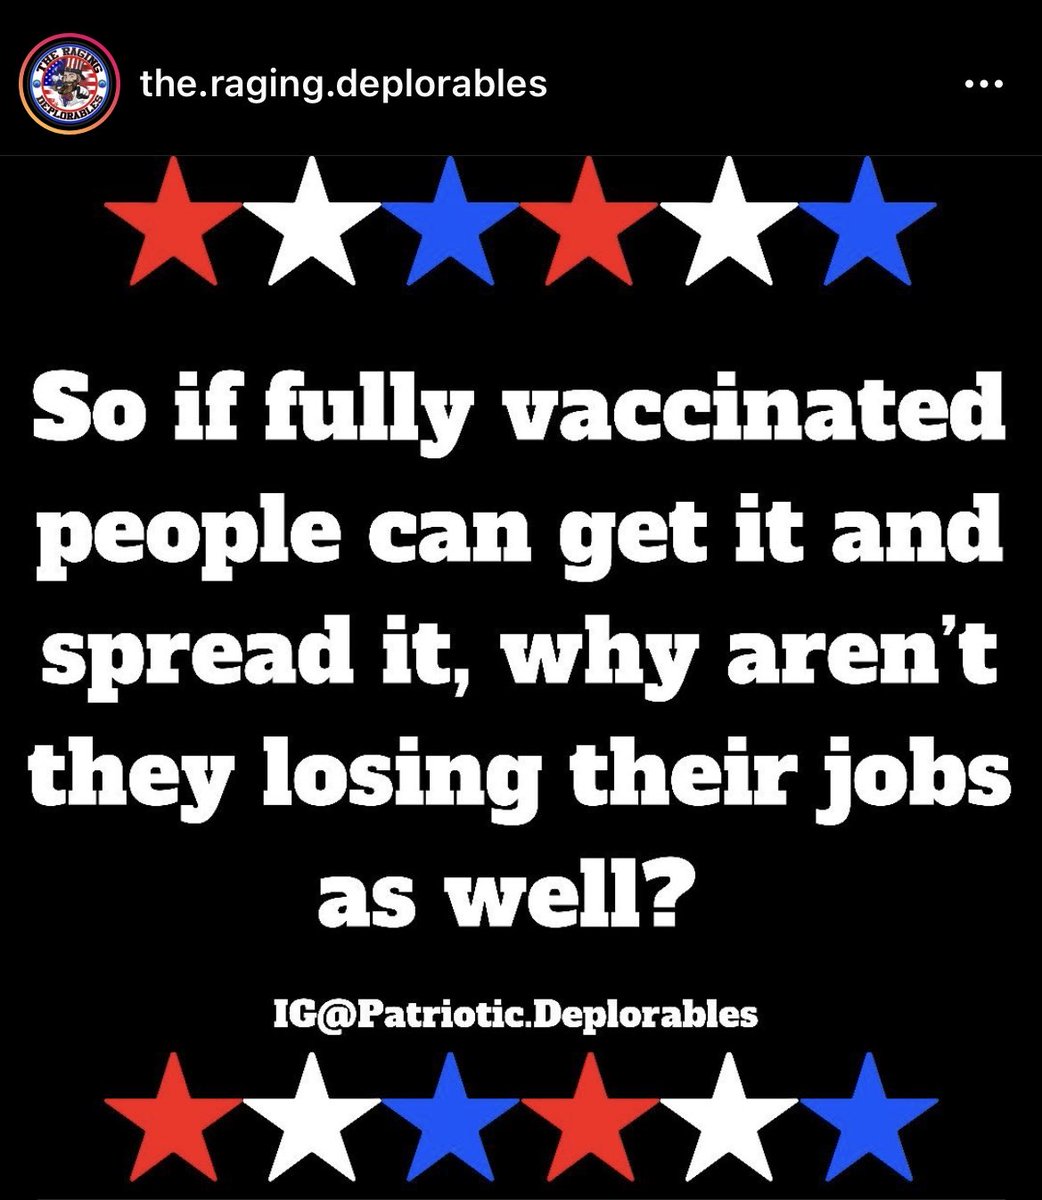 THE RAGING
DEPLORABLES
the.raging.deplorables
So if fully vaccinated
people can get it and
spread it, why aren't
they losing their jobs
as well?
IG@Patriotic.Deplorables